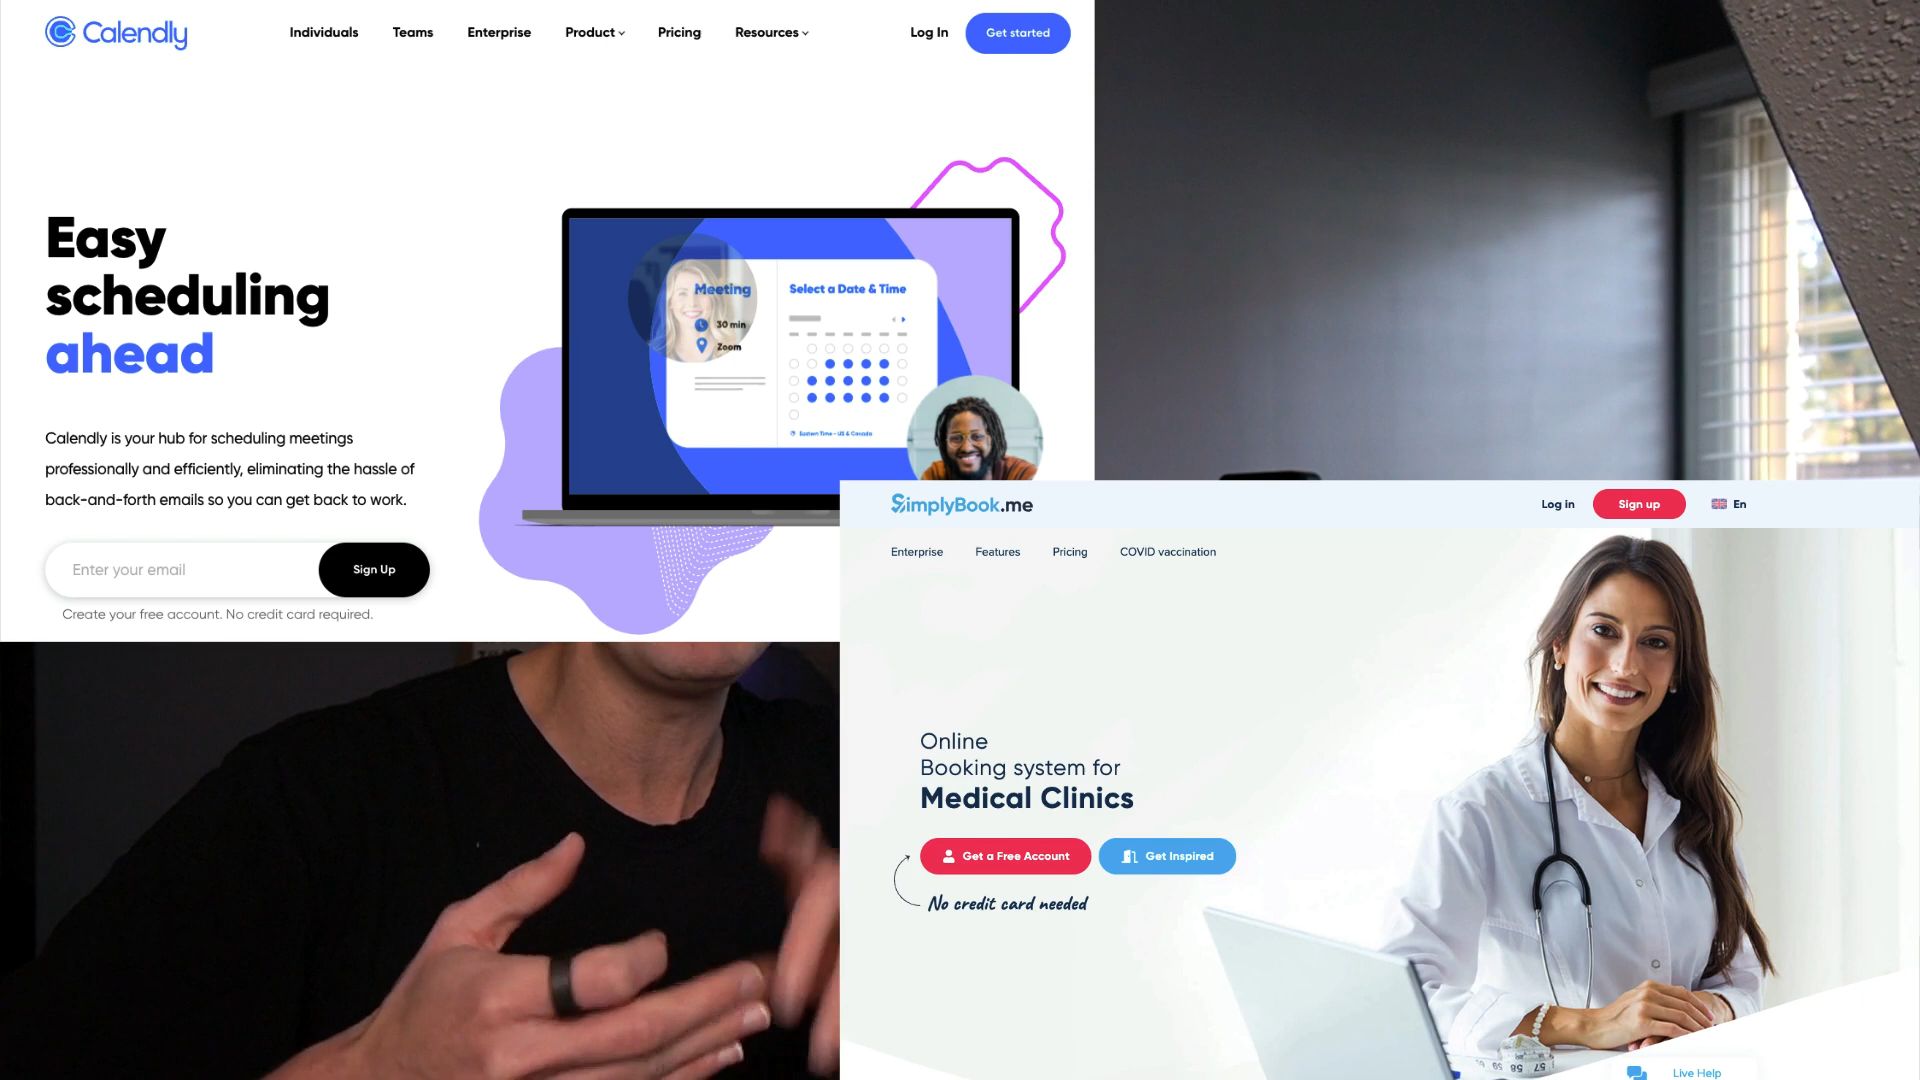 Calendly
Individuals
Teams
Enterprise
Product
Pricing
Resources
Log In
Get started
Easy
scheduling
ahead
Calendly is your hub for scheduling meetings
professionally and efficiently, eliminating the hassle of
back-and-forth emails so you can get back to work.
Enter your email
Sign Up
Create your free account. No credit card required.
Meeting
30 min
Zoom
Select a Date & Time
Eastern Time - US & Canada
SimplyBook.me
Log in
Sign up
En
Enterprise
Features
Pricing
COVID vaccination
Online
Booking system for
Medical Clinics
Get a Free Account
Get Inspired
No credit card needed
Live Help